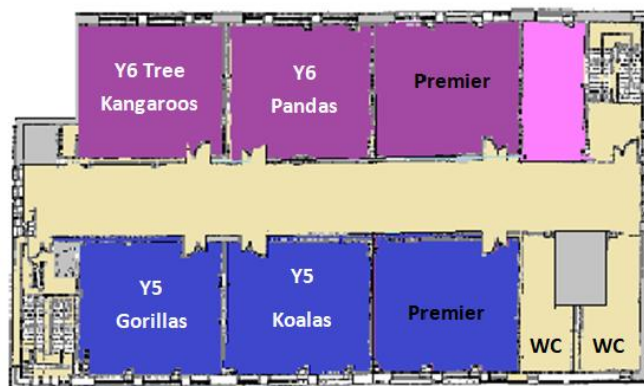 Y6 Tree
Kangaroos
Y6
Pandas
Premier
Y5
Gorillas
Y5
Koalas
Premier
WC
WC